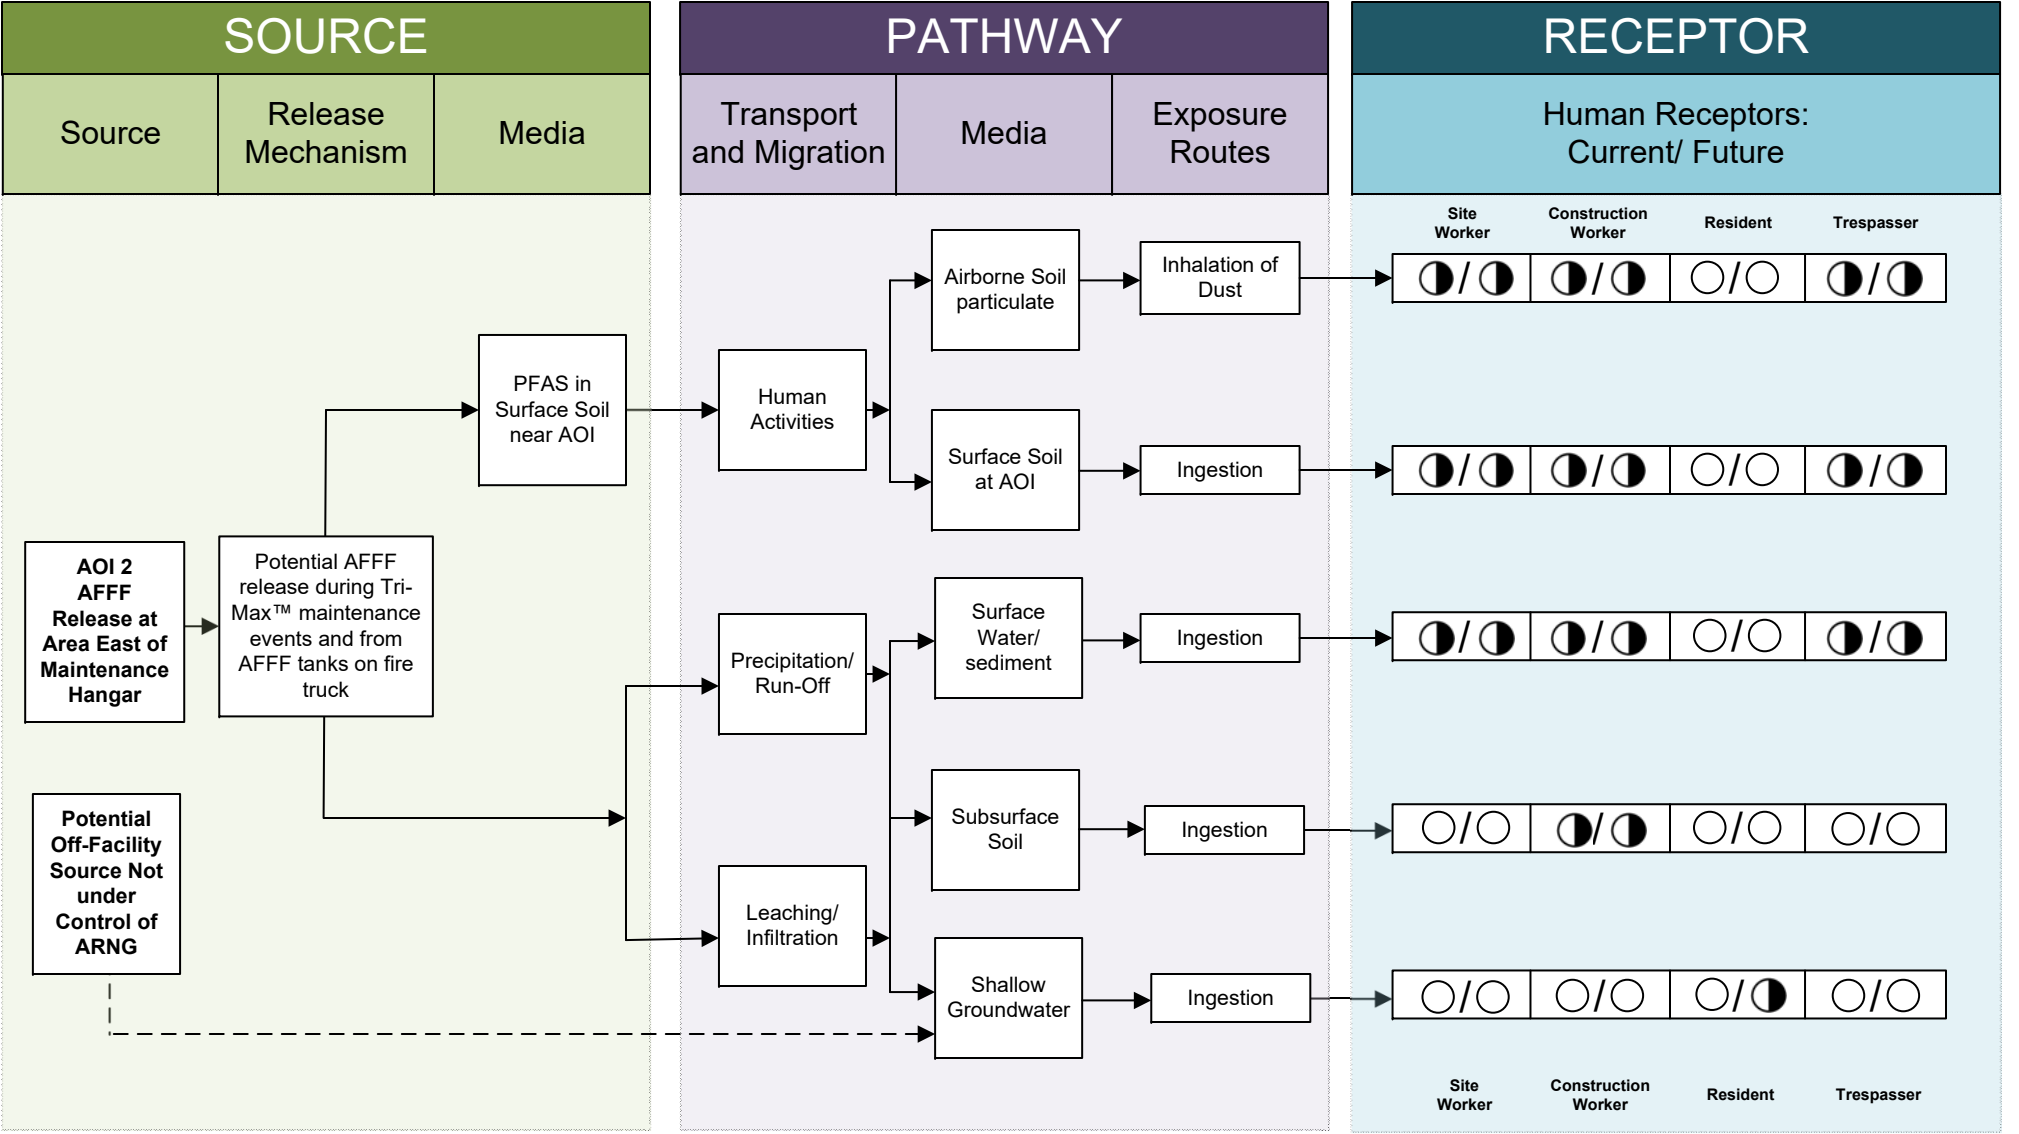 SOURCE
PATHWAY
RECEPTOR
Source
Release
Mechanism
Media
Transport
and Migration
Media
Exposure
Routes
Human Receptors:
Current/ Future
Site
Worker
Construction
Worker
Resident
Trespasser
Airborne Soil
particulate
Inhalation of
Dust
/
/
/
/
PFAS in
Surface Soil
near AOI
Human
Activities
Surface Soil
at AOI
Ingestion
/
/
/
/
AOI 2
AFFF
Release at
Area East of
Maintenance
Hangar
Potential AFFF
release during Tri-
Max™ maintenance
events and from
AFFF tanks on fire
truck
Precipitation/
Run-Off
Surface
Water/
sediment
Ingestion
/
/
/
/
Potential
Off-Facility
Source Not
under
Control of
ARNG
Subsurface
Soil
Ingestion
/
/
/
/
Leaching/
Infiltration
Shallow
Groundwater
Ingestion
/
/
/
/
Site
Worker
Construction
Worker
Resident
Trespasser